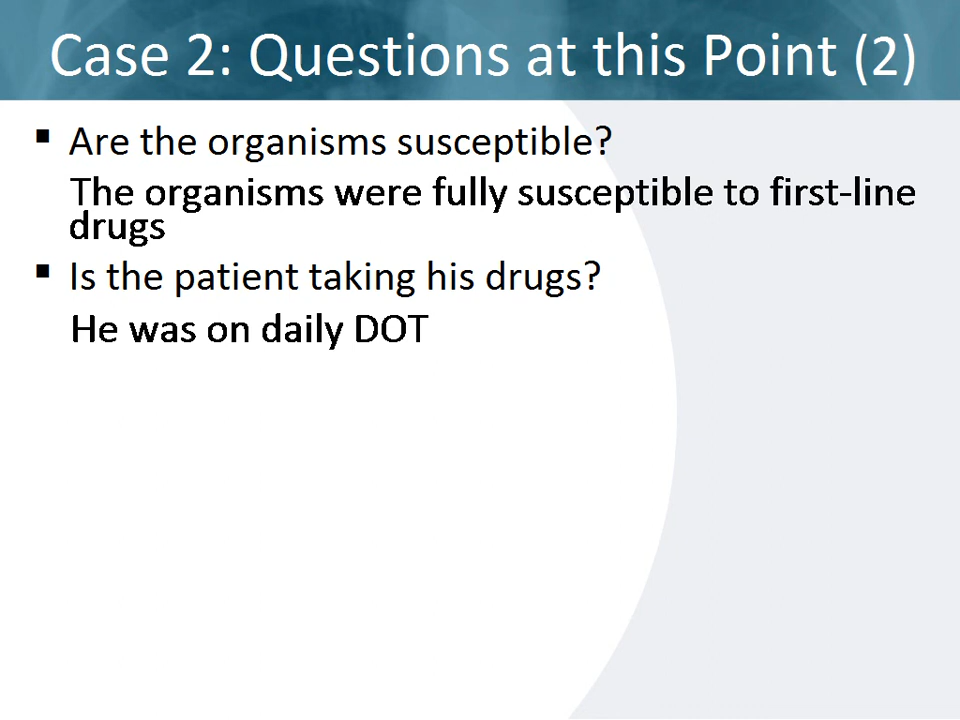 Case 2: Questions at this Point (2)
▪ Are the organisms susceptible?
The organisms were fully susceptible to first-line
drugs
▪ Is the patient taking his drugs?
He was on daily DOT